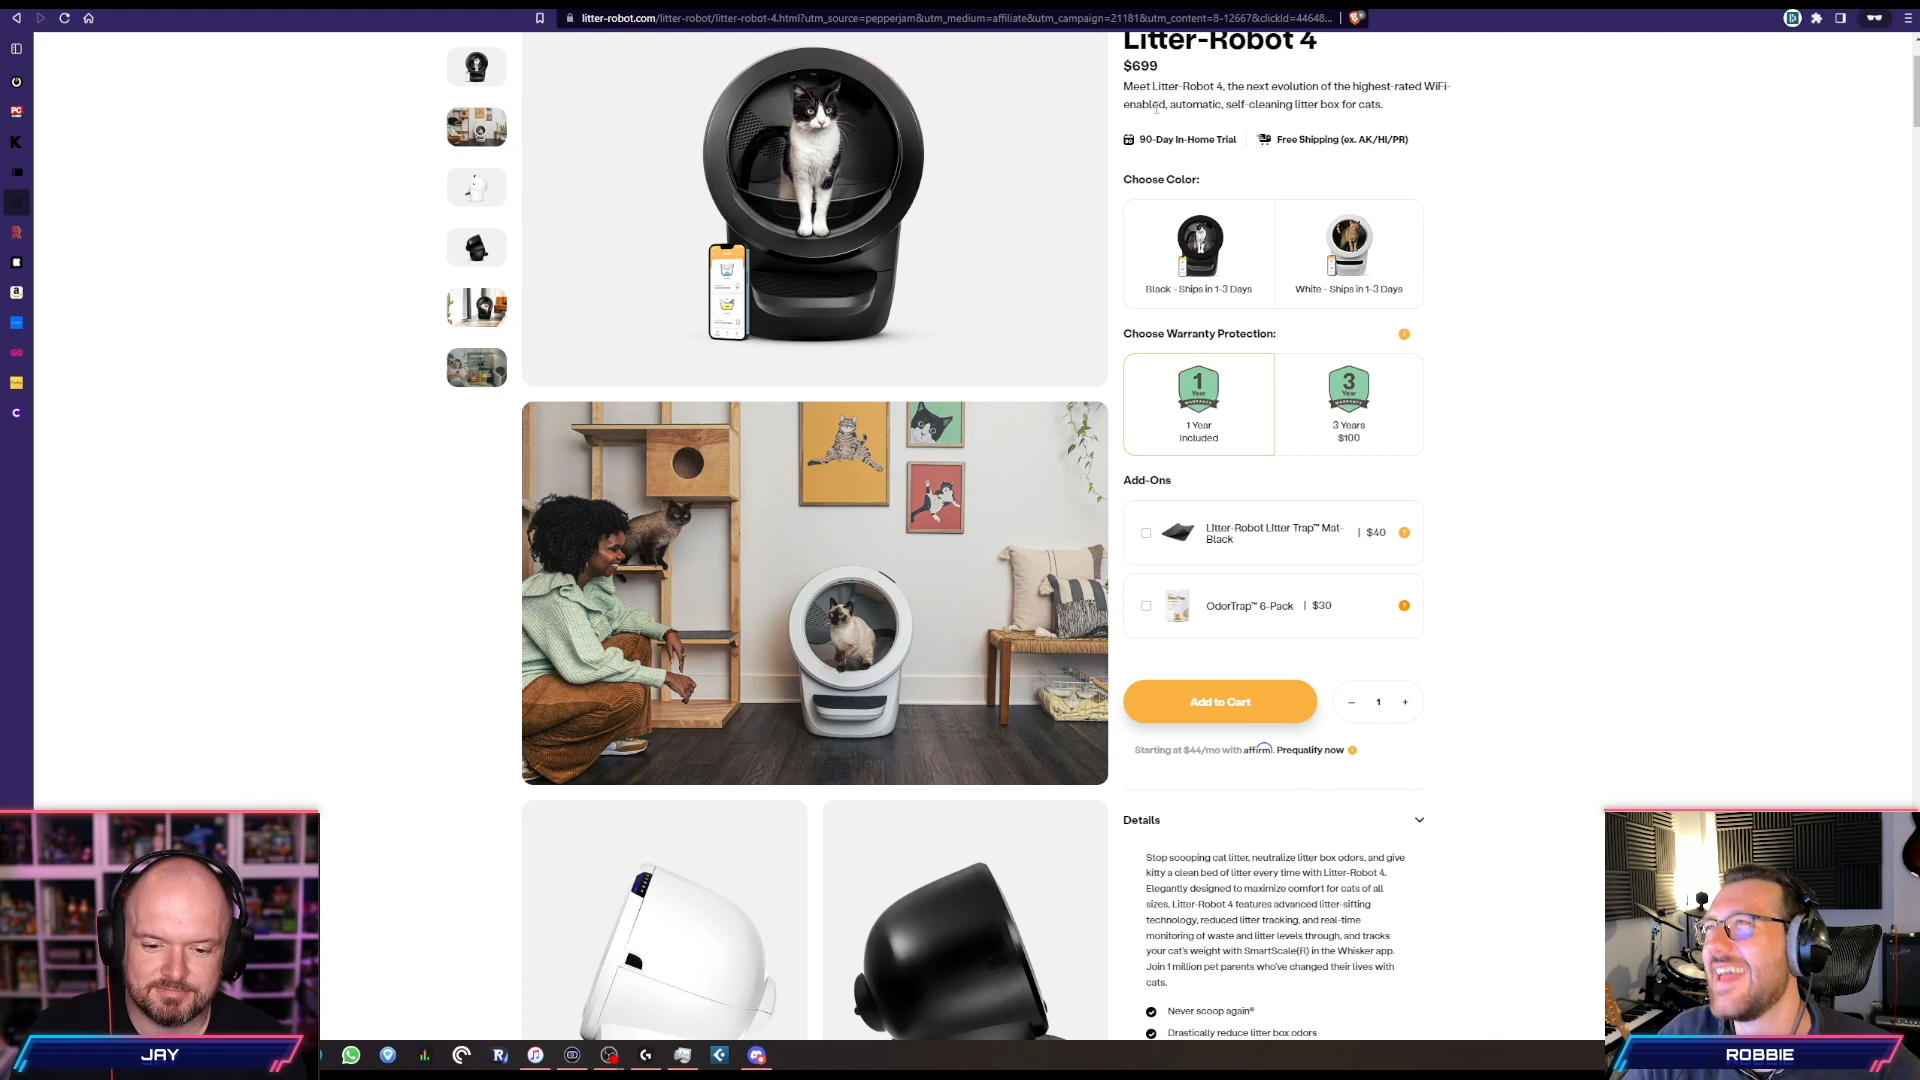 litter-robot.com/litter-robot/litter-robot-4.html?utm_source=pepperjam&utm_medium=affiliate&utm_campaign=21181&utm_content=8-12667&clickId=44648...
Litter-Robot 4
$699
Meet Litter-Robot 4, the next evolution of the highest-rated WiFi-
enabled, automatic, self-cleaning litter box for cats.
90-Day In-Home Trial
Free Shipping (ex. AK/HI/PR)
Choose Color:
Black - Ships in 1-3 Days
White - Ships in 1-3 Days
Choose Warranty Protection:
1
Year
WARRANTY
1 Year
Included
3
Year
WARRANTY
3 Years
$100
Add-Ons
Litter-Robot Litter Trap™ Mat-
Black
| $40
OdorTrap™ 6-Pack | $30
Add to Cart
– 1 +
Starting at $44/mo with affirm. Prequalify now
Details
Stop scooping cat litter, neutralize litter box odors, and give
kitty a clean bed of litter every time with Litter-Robot 4.
Elegantly designed to maximize comfort for cats of all
sizes, Litter-Robot 4 features advanced litter-sifting
technology, reduced litter tracking, and real-time
monitoring of waste and litter levels through, and tracks
your cat's weight with SmartScale(R) in the Whisker app.
Join 1 million pet parents who've changed their lives with
cats.
Never scoop again®
Drastically reduce litter box odors
JAY
ROBBIE